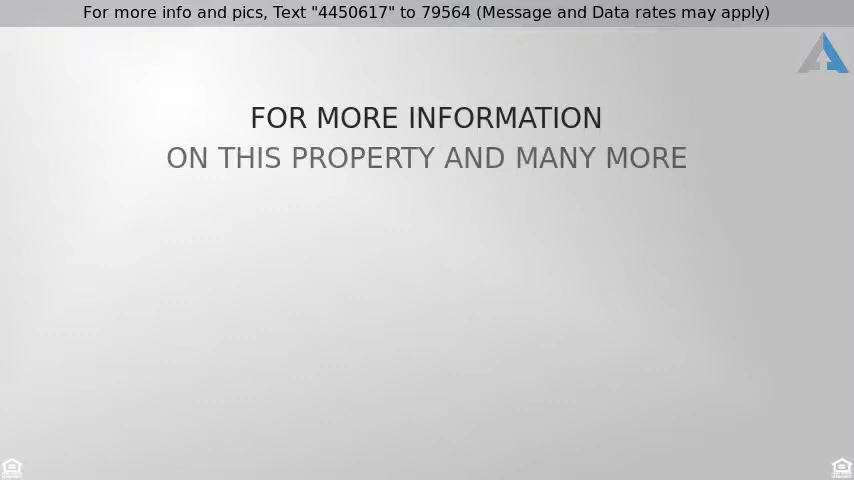 For more info and pics, Text "4450617" to 79564 (Message and Data rates may apply)
FOR MORE INFORMATION
ON THIS PROPERTY AND MANY MORE